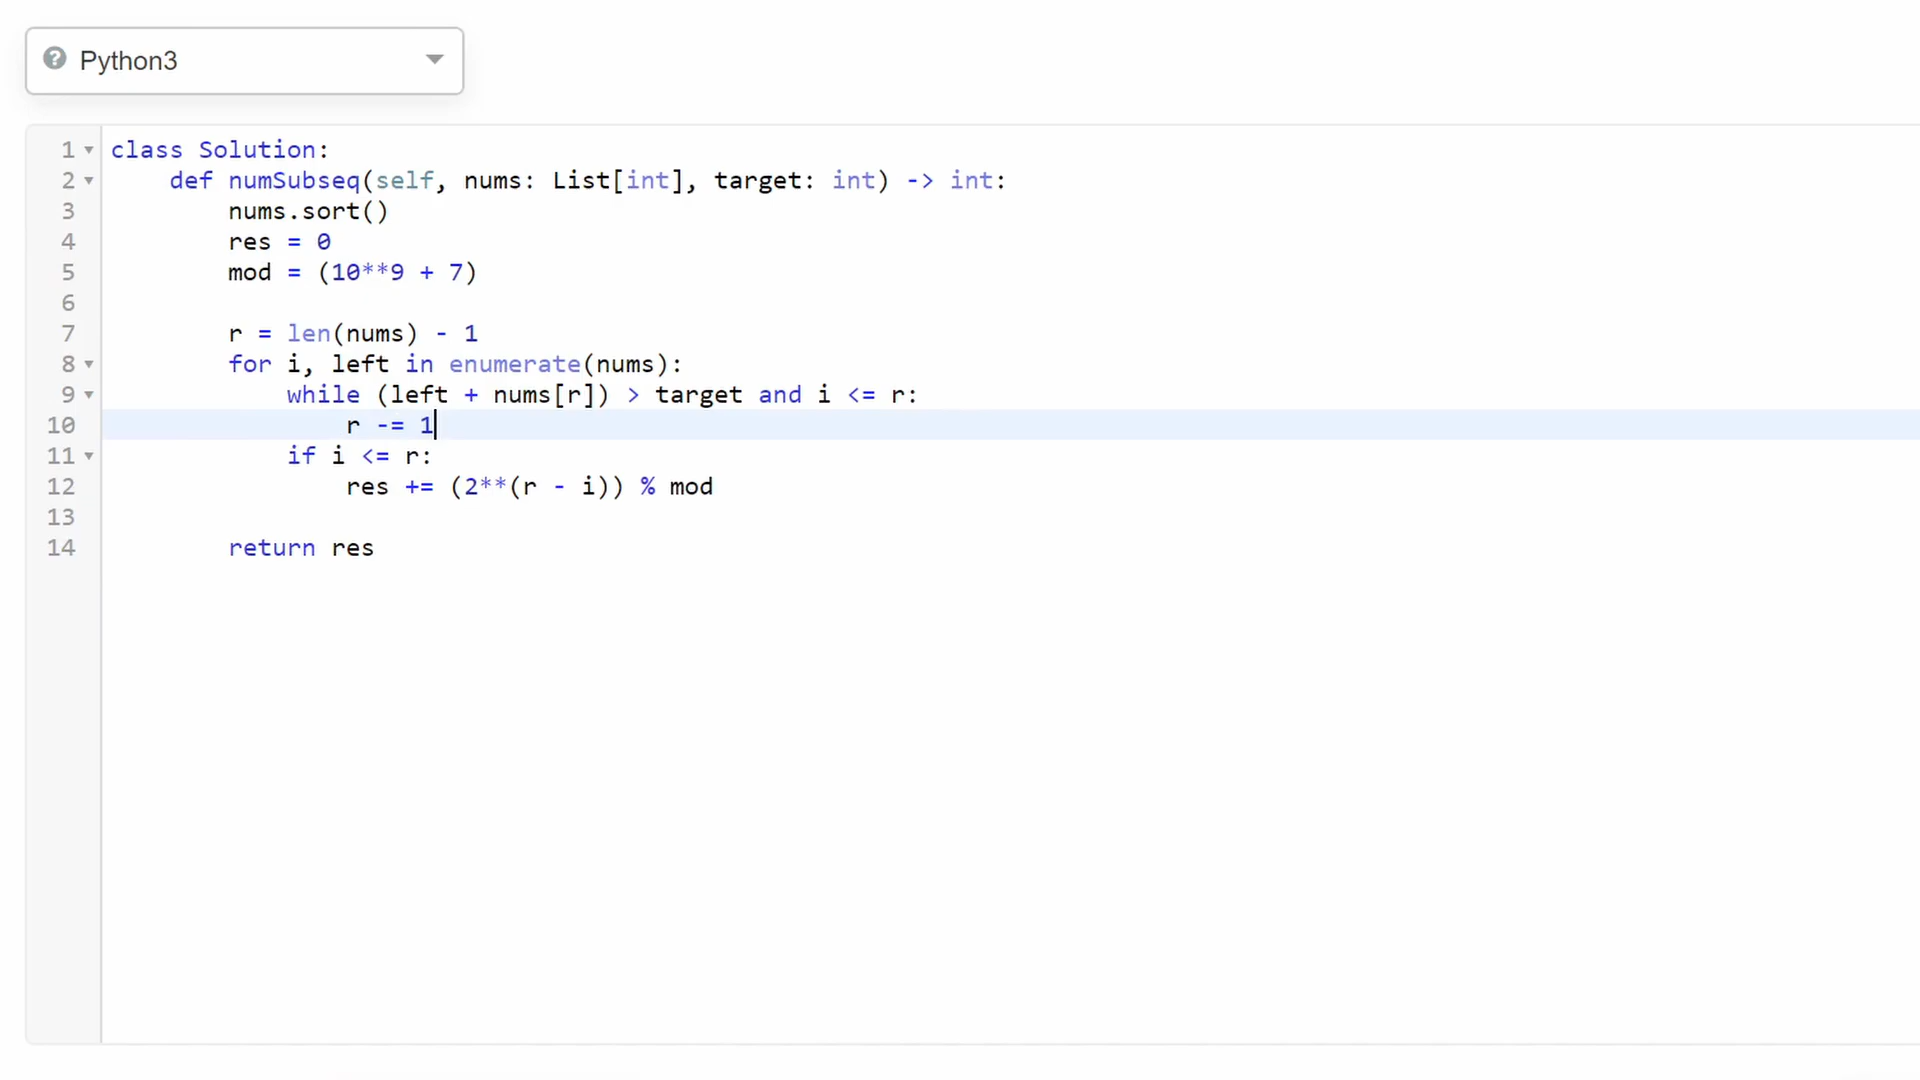 Python3
1 class Solution:
2     def numSubseq(self, nums: List[int], target: int) -> int:
3         nums.sort()
4         res = 0
5         mod = (10**9 + 7)
6
7         r = len(nums) - 1
8         for i, left in enumerate(nums):
9             while (left + nums[r]) > target and i <= r:
10                 r -= 1
11             if i <= r:
12                 res += (2**(r - i)) % mod
13
14         return res